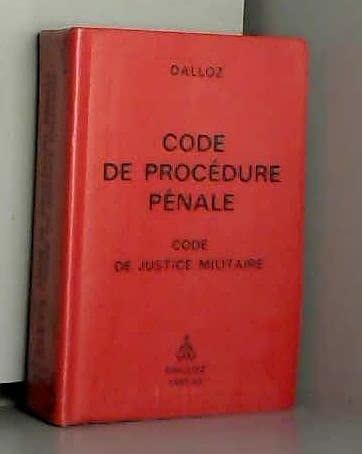 DALLOZ
CODE
DE PROCÉDURE
PÉNALE
CODE
DE JUSTICE MILITAIRE
DALLOZ